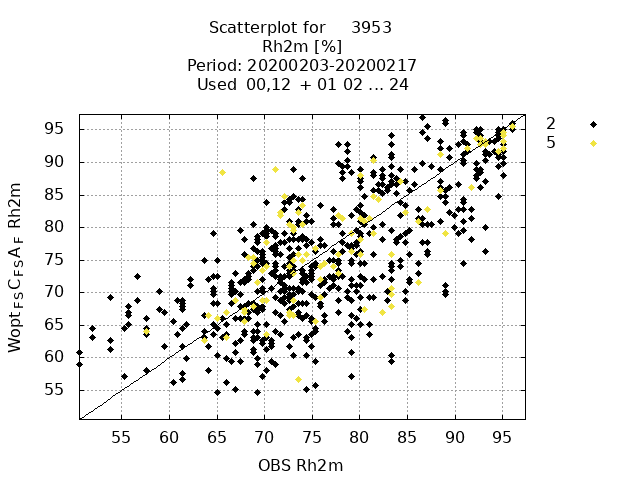 Scatterplot for 3953
Rh2m [%]
Period: 20200203-20200217
Used 00,12 + 01 02 ... 24
2
5
95
90
85
80
75
70
65
60
55
Wopt_FSC_FSA_F Rh2m
55 60 65 70 75 80 85 90 95
OBS Rh2m